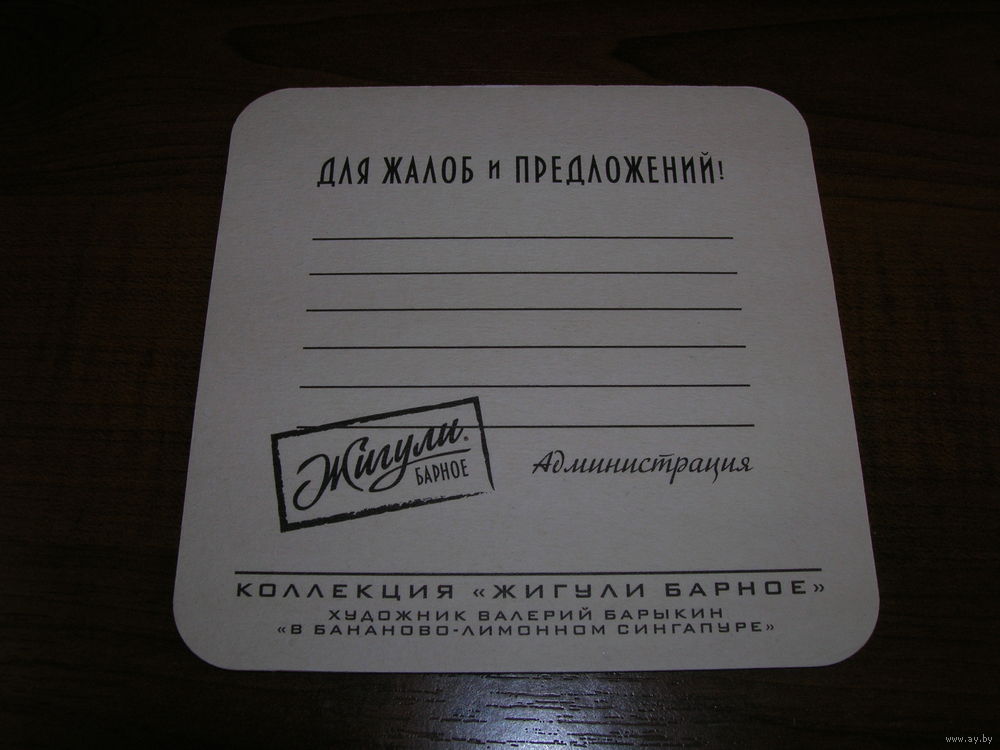 ДЛЯ ЖАЛОБ и ПРЕДЛОЖЕНИЙ!
Жигули®
БАРНОЕ
Администрация
КОЛЛЕКЦИЯ «ЖИГУЛИ БАРНОЕ»
ХУДОЖНИК ВАЛЕРИЙ БАРЫКИН
«В БАНАНОВО-ЛИМОННОМ СИНГАПУРЕ»
www.ay.by